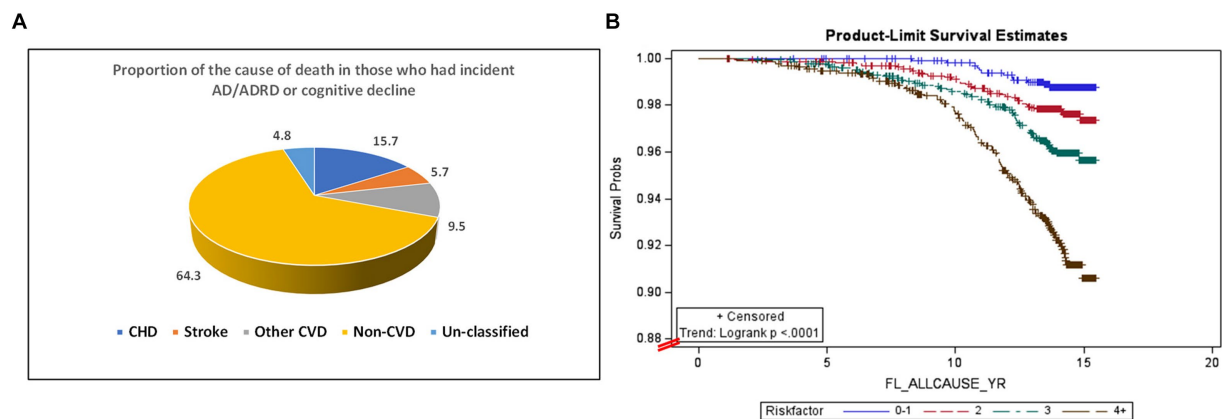 A
Proportion of the cause of death in those who had incident
AD/ADRD or cognitive decline
4.8
15.7
5.7
9.5
64.3
CHD Stroke Other CVD Non-CVD Un-classified
B
Product-Limit Survival Estimates
Survival Probs
1.00
0.98
0.96
0.94
0.92
0.90
0.88
+ Censored
Trend: Logrank p <.0001
0 5 10 15 20
FL_ALLCAUSE_YR
Riskfactor 0-1 2 3 4+